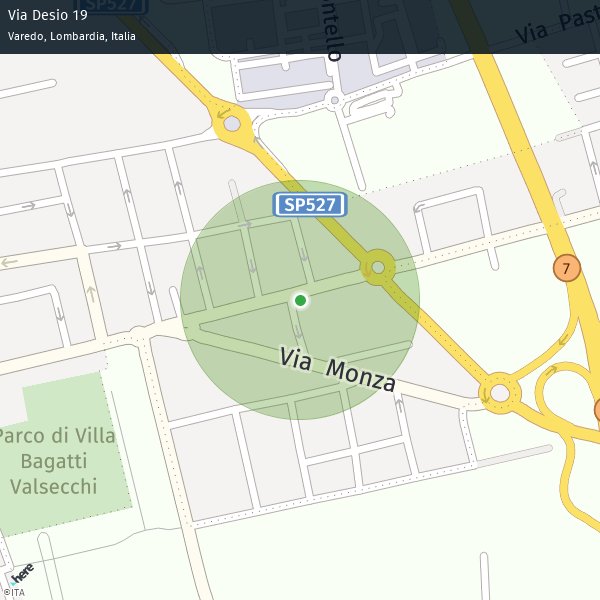 Via Desio 19
Varedo, Lombardia, Italia
SP527
Via Past
SP527
7
Via Monza
Parco di Villa
Bagatti
Valsecchi
here
©ITA